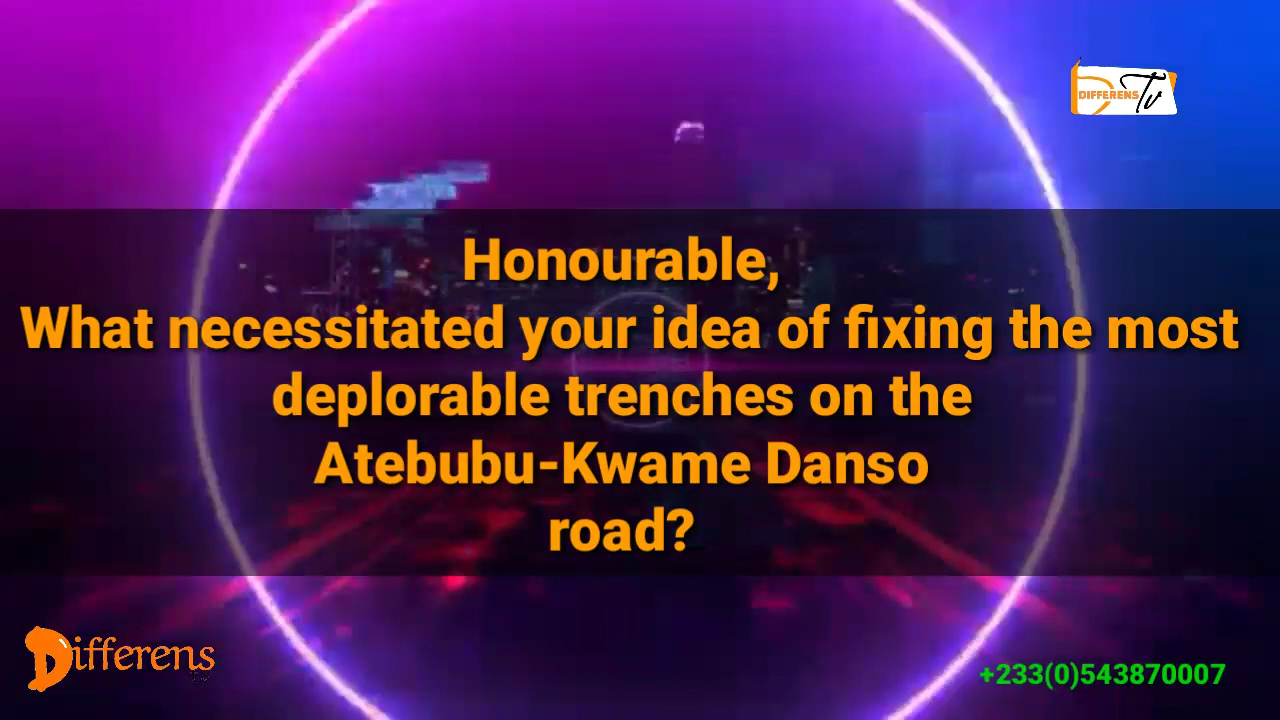 DIFFERENS Tv
Honourable,
What necessitated your idea of fixing the most
deplorable trenches on the
Atebubu-Kwame Danso
road?
Differens
+233(0)543870007